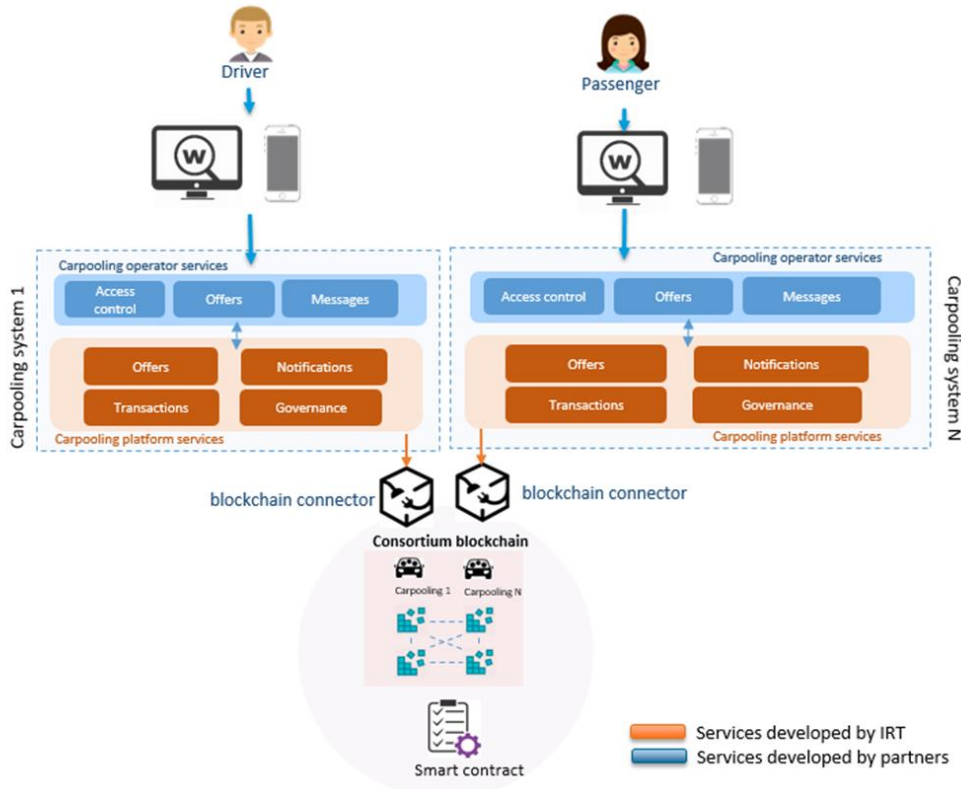 Driver
Passenger
W
W
Carpooling system 1
Carpooling operator services
Access
control
Offers
Messages
Offers
Notifications
Transactions
Governance
Carpooling platform services
Carpooling operator services
Access control
Offers
Messages
Offers
Notifications
Transactions
Governance
Carpooling platform services
Carpooling system N
blockchain connector
blockchain connector
Consortium blockchain
Carpooling 1
Carpooling N
Smart contract
Services developed by IRT
Services developed by partners